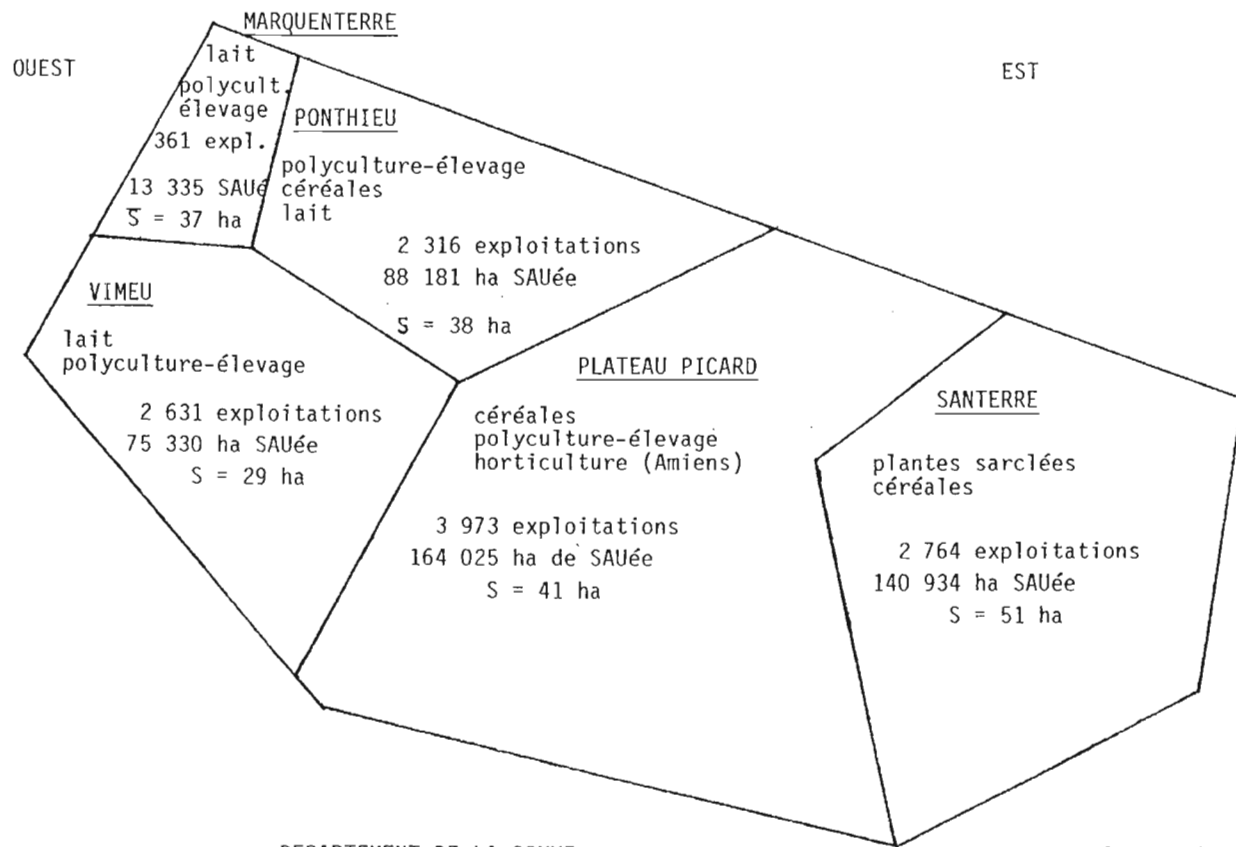 MARQUENTERRE
OUEST
EST
lait
polycult.
élevage
361 expl.
13 335 SAUé
S̅ = 37 ha
PONTHIEU
polyculture-élevage
céréales
lait
2 316 exploitations
88 181 ha SAUée
S = 38 ha
VIMEU
lait
polyculture-élevage
2 631 exploitations
75 330 ha SAUée
S = 29 ha
PLATEAU PICARD
céréales
polyculture-élevage
horticulture (Amiens)
3 973 exploitations
164 025 ha de SAUée
S = 41 ha
SANTERRE
plantes sarclées
céréales
2 764 exploitations
140 934 ha SAUée
S = 51 ha